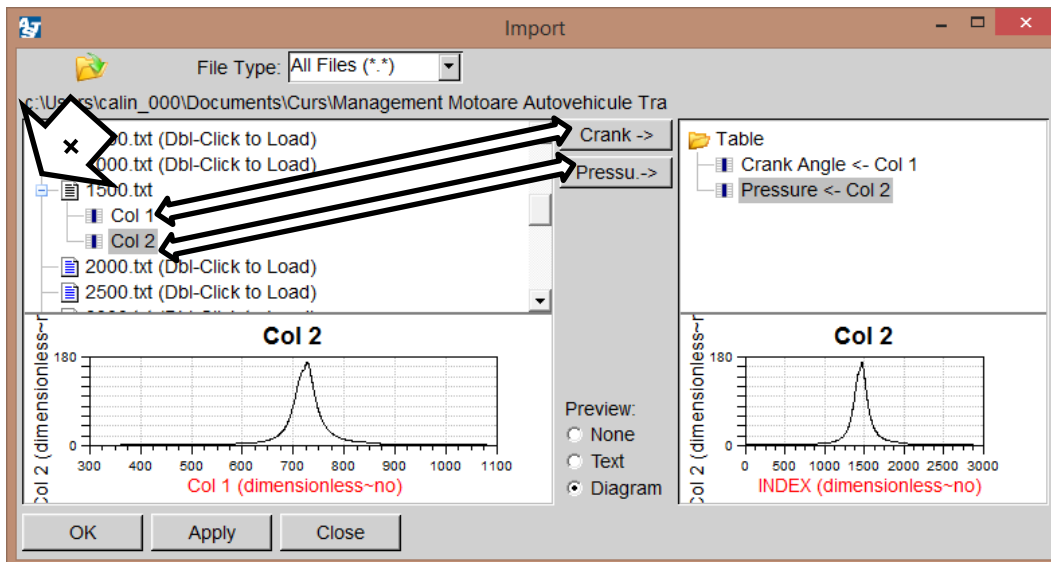 Import
File Type: All Files (*.*)
c:\Users\calin_000\Documents\Curs\Management Motoare Autovehicule Tra
.txt (Dbl-Click to Load)
.txt (Dbl-Click to Load)
1500.txt
Col 1
Col 2
2000.txt (Dbl-Click to Load)
2500.txt (Dbl-Click to Load)
Crank ->
Pressu.->
Table
Crank Angle <- Col 1
Pressure <- Col 2
Col 2
Col 2 (dimensionless~
180
0
300 400 500 600 700 800 900 1000 1100
Col 1 (dimensionless~no)
Preview:
None
Text
Diagram
Col 2
Col 2 (dimensionless~
180
0
0 500 1000 1500 2000 2500 3000
INDEX (dimensionless~no)
OK Apply Close